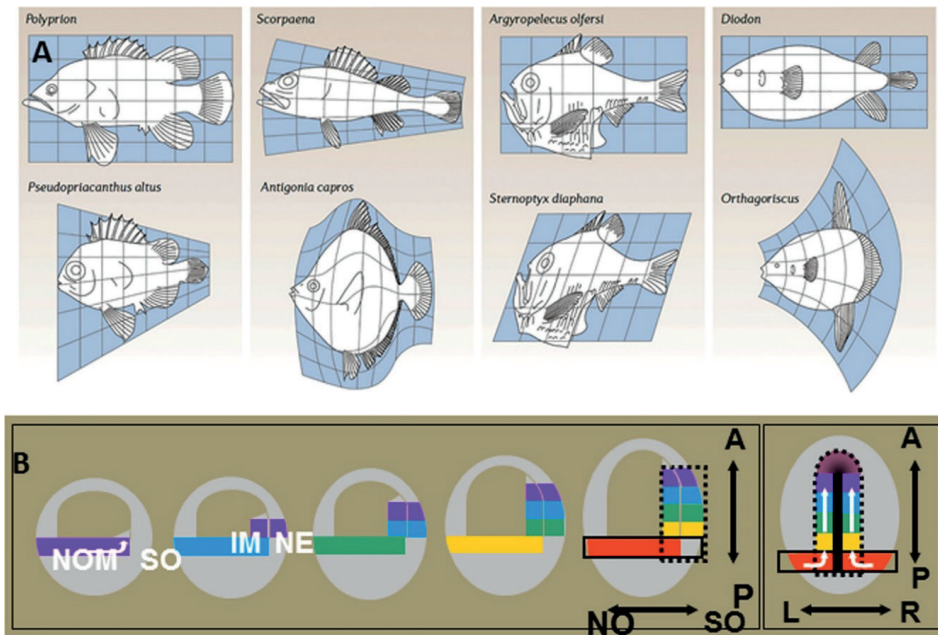 Polyprion
Scorpaena
Argyropelecus olfersi
Diodon
A
Pseudopriacanthus altus
Antigonia capros
Sternoptyx diaphana
Orthagoriscus
B
NOM SO
IM NE
A
P
NO SO
A
P
L R